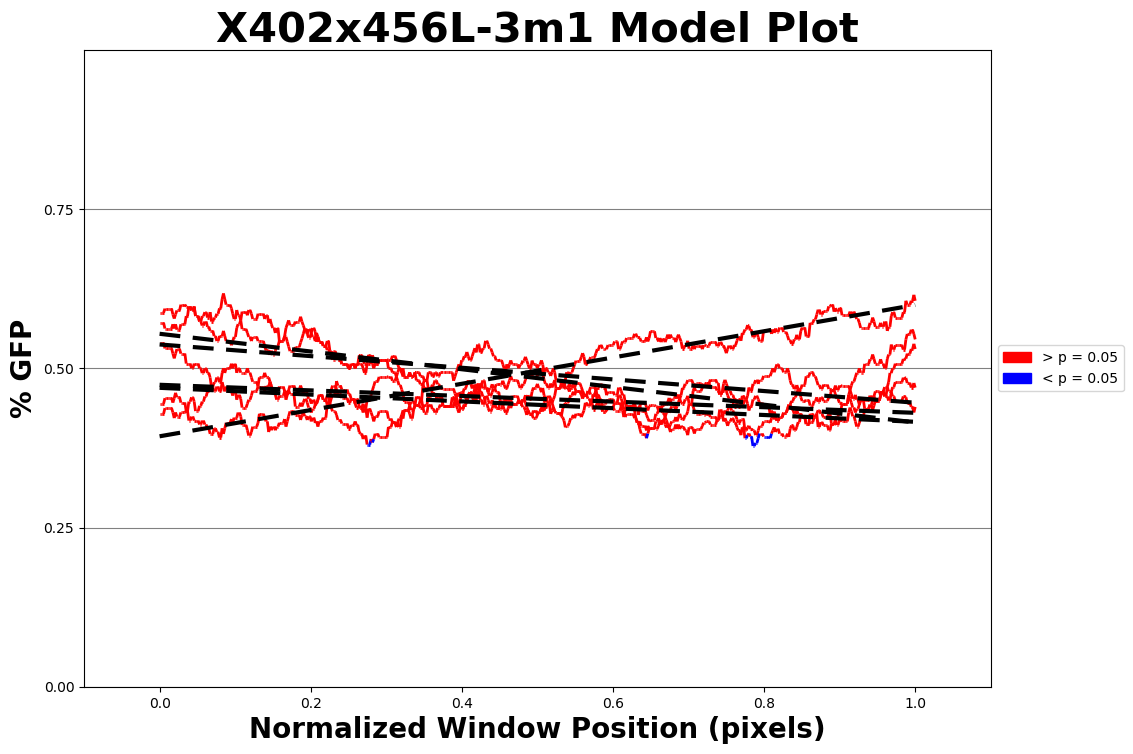 X402x456L-3m1 Model Plot
% GFP
0.75
0.50
0.25
0.00
0.0 0.2 0.4 0.6 0.8 1.0
Normalized Window Position (pixels)
> p = 0.05
< p = 0.05